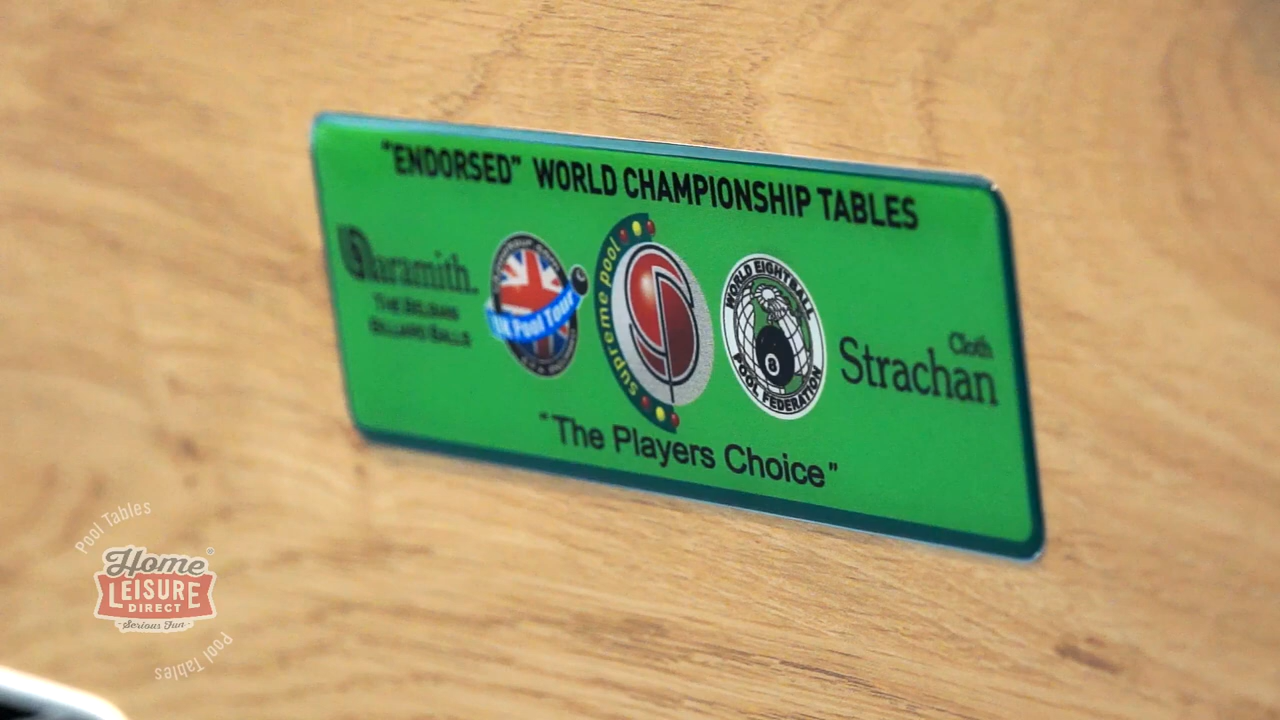 "ENDORSED" WORLD CHAMPIONSHIP TABLES
aramith.
THE BELGIAN
BILLIARD BALLS
UK Pool Tour
supreme pool
WORLD EIGHTBALL
8
POOL FEDERATION
Cloth
Strachan
"The Players Choice"
Pool Tables
Home
LEISURE
DIRECT
-Serious Fun-
Pool Tables